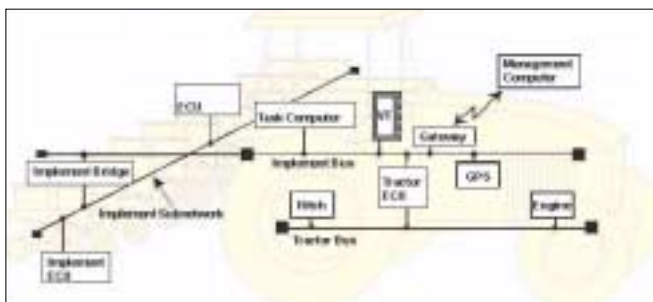 Management
Computer
ECU
Task Computer
VT
Gateway
Implement Bridge
Implement Bus
Tractor
ECU
GPS
Implement Subnetwork
Hitch
Engine
Tractor Bus
Implement
ECU